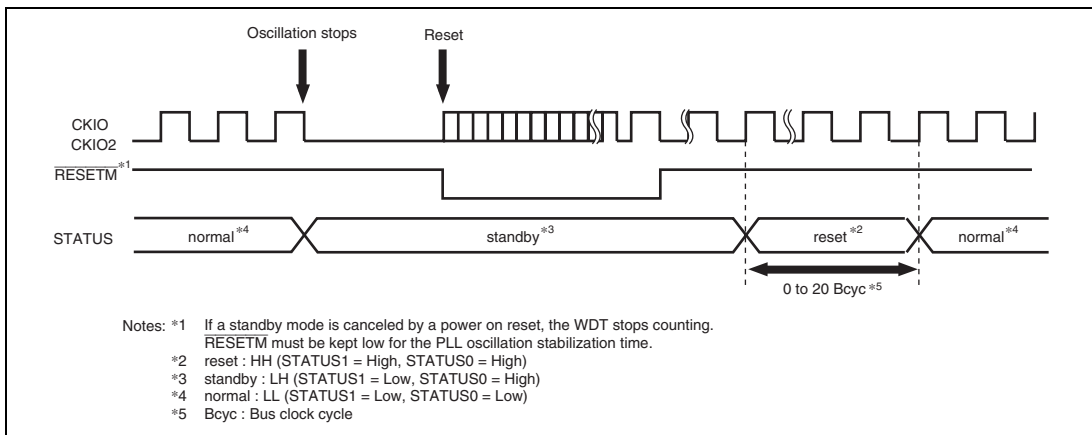 Oscillation stops
Reset
CKIO
CKIO2
RESETM*1
STATUS
normal*4
standby*3
reset*2
normal*4
0 to 20 Bcyc *5
Notes: *1 If a standby mode is canceled by a power on reset, the WDT stops counting.
RESETM must be kept low for the PLL oscillation stabilization time.
*2 reset : HH (STATUS1 = High, STATUS0 = High)
*3 standby : LH (STATUS1 = Low, STATUS0 = High)
*4 normal : LL (STATUS1 = Low, STATUS0 = Low)
*5 Bcyc : Bus clock cycle